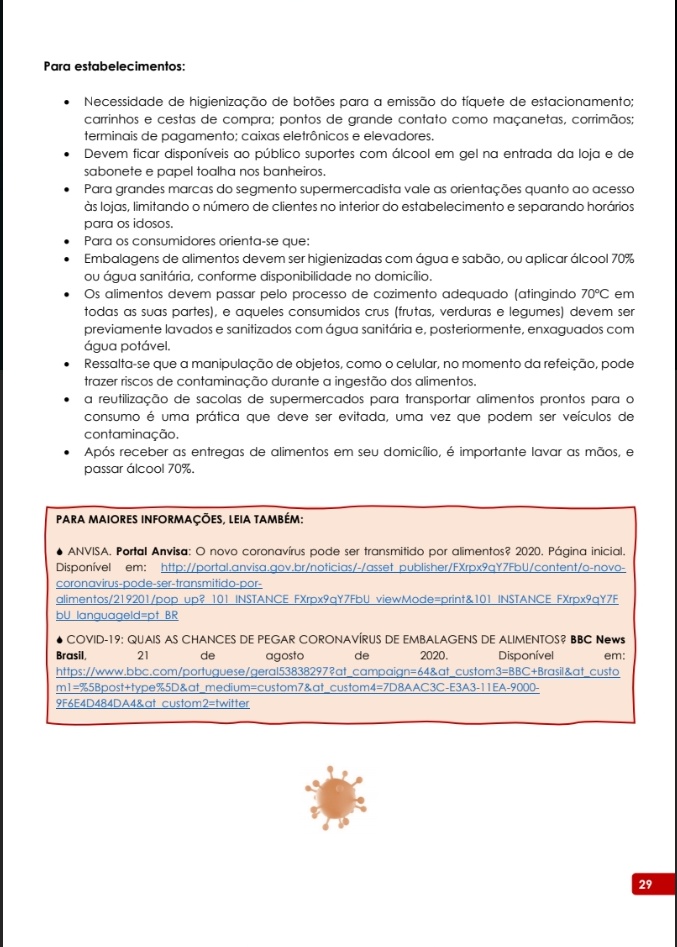 Para estabelecimentos:
• Necessidade de higienização de botões para a emissão do tíquete de estacionamento;
carrinhos e cestas de compra; pontos de grande contato como maçanetas, corrimãos;
terminais de pagamento; caixas eletrônicos e elevadores.
• Devem ficar disponíveis ao público suportes com álcool em gel na entrada da loja e de
sabonete e papel toalha nos banheiros.
• Para grandes marcas do segmento supermercadista vale as orientações quanto ao acesso
às lojas, limitando o número de clientes no interior do estabelecimento e separando horários
para os idosos.
• Para os consumidores orienta-se que:
• Embalagens de alimentos devem ser higienizadas com água e sabão, ou aplicar álcool 70%
ou água sanitária, conforme disponibilidade no domicílio.
• Os alimentos devem passar pelo processo de cozimento adequado (atingindo 70°C em
todas as suas partes), e aqueles consumidos crus (frutas, verduras e legumes) devem ser
previamente lavados e sanitizados com água sanitária e, posteriormente, enxaguados com
água potável.
• Ressalta-se que a manipulação de objetos, como o celular, no momento da refeição, pode
trazer riscos de contaminação durante a ingestão dos alimentos.
• a reutilização de sacolas de supermercados para transportar alimentos prontos para o
consumo é uma prática que deve ser evitada, uma vez que podem ser veículos de
contaminação.
• Após receber as entregas de alimentos em seu domicílio, é importante lavar as mãos, e
passar álcool 70%.
PARA MAIORES INFORMAÇÕES, LEIA TAMBÉM:
ANVISA. Portal Anvisa: O novo coronavírus pode ser transmitido por alimentos? 2020. Página inicial.
Disponível em: http://portal.anvisa.gov.br/noticias/-/asset_publisher/FXrpx9qY7FbU/content/o-novo-
coronavirus-pode-ser-transmitido-por-
alimentos/219201/pop_up?_101_INSTANCE_FXrpx9qY7FbU_viewMode=print&101_INSTANCE_FXrpx9qY7F
bU_languageId=pt_BR
COVID-19: QUAIS AS CHANCES DE PEGAR CORONAVÍRUS DE EMBALAGENS DE ALIMENTOS? BBC News
Brasil, 21 de agosto de 2020. Disponível em:
https://www.bbc.com/portuguese/geral53838297?at_campaign=64&at_custom3=BBC+Brasil&at_custo
m1=%5Bpost+type%5D&at_medium=custom7&at_custom4=7D8AAC3C-E3A3-11EA-9000-
9F6E4D484DA4&at_custom2=twitter
29